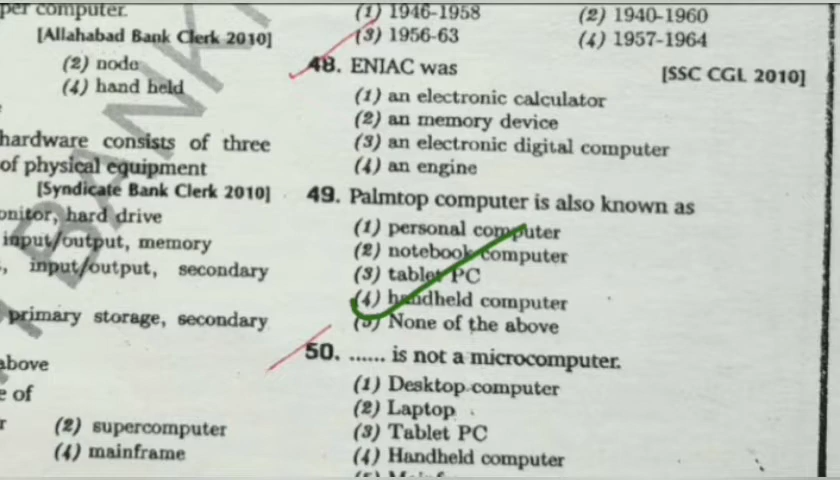 per computer.
[Allahabad Bank Clerk 2010]
(2) node
(4) hand held
hardware consists of three
of physical equipment
[Syndicate Bank Clerk 2010]
onitor, hard drive
input/output, memory
, input/output, secondary
primary storage, secondary
above
e of
r (2) supercomputer
(4) mainframe
(1) 1946-1958 (2) 1940-1960
(3) 1956-63 (4) 1957-1964
48. ENIAC was [SSC CGL 2010]
(1) an electronic calculator
(2) an memory device
(3) an electronic digital computer
(4) an engine
49. Palmtop computer is also known as
(1) personal computer
(2) notebook computer
(3) tablet PC
(4) handheld computer
(5) None of the above
50. ...... is not a microcomputer.
(1) Desktop computer
(2) Laptop
(3) Tablet PC
(4) Handheld computer